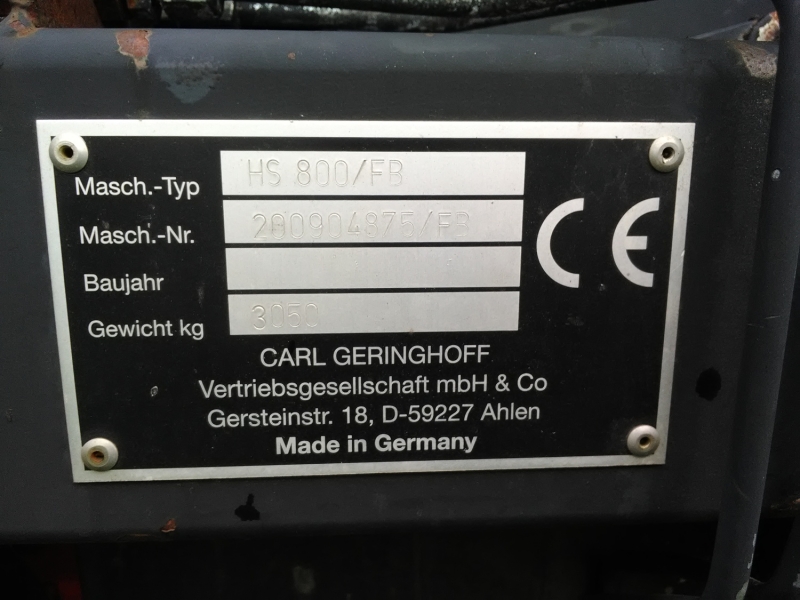 Masch.-Typ HS 800/FB
Masch.-Nr. 200904875/FB
Baujahr
Gewicht kg 3050
CE
CARL GERINGHOFF
Vertriebsgesellschaft mbH & Co
Gersteinstr. 18, D-59227 Ahlen
Made in Germany